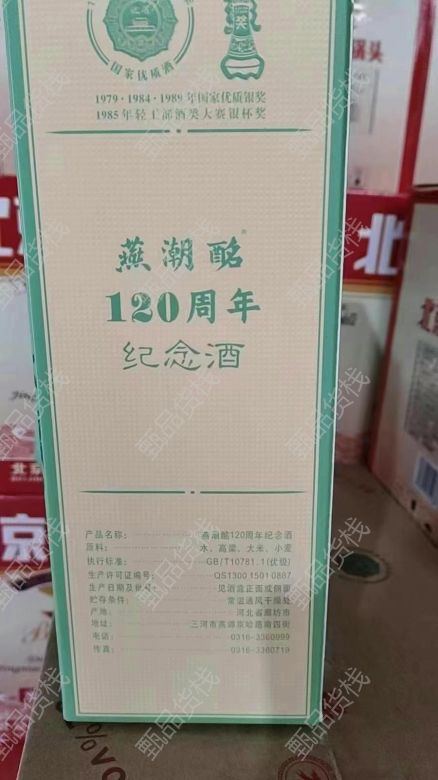 国家优质酒
奖
1979·1984·1989年国家优质银奖
1985年轻工部酒类大赛银杯奖
燕潮酩
120周年
纪念酒
产品名称: 燕潮酩120周年纪念酒
原料: 水、高粱、大米、小麦
执行标准: GB/T10781.1(优级)
生产许可证编号: QS1300 1501 0887
生产日期及批号: 见酒盒正面或侧面
贮存条件: 常温通风干燥处
产地: 河北省廊坊市
地址: 三河市燕郊京哈路南四街
电话: 0316-3360999
传真: 0316-3360719
锅头
北
北京
京
%VO
甄品货栈